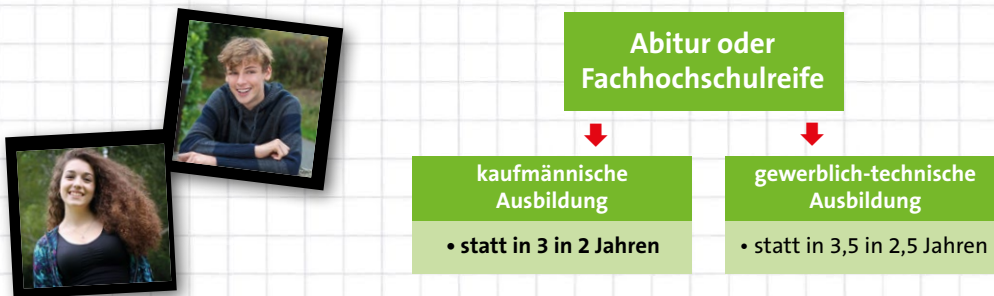 Abitur oder
Fachhochschulreife
kaufmännische
Ausbildung
• statt in 3 in 2 Jahren
gewerblich-technische
Ausbildung
• statt in 3,5 in 2,5 Jahren